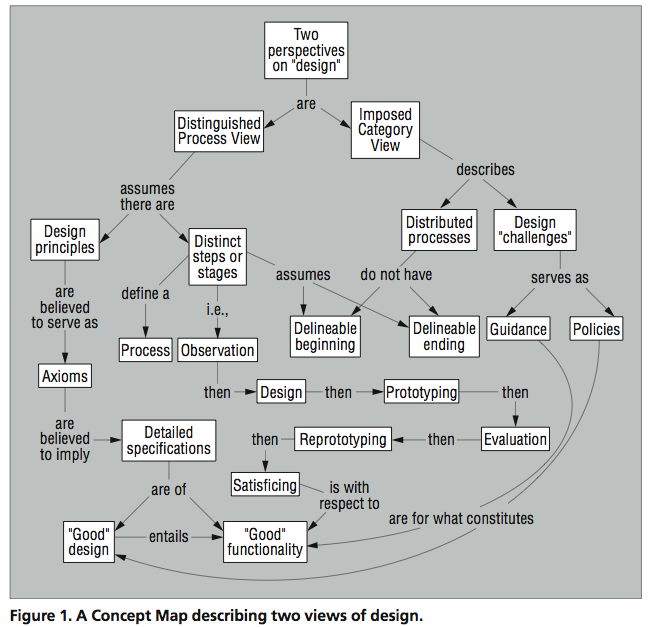 Two
perspectives
on "design"
are
Distinguished
Process View
Imposed
Category
View
describes
assumes
there are
Design
principles
Distinct
steps or
stages
Distributed
processes
Design
"challenges"
are
believed
to serve as
define a
i.e.,
assumes
do not have
serves as
Process
Observation
Delineable
beginning
Delineable
ending
Guidance
Policies
Axioms
then
Design
then
Prototyping
then
are
believed
to imply
Detailed
specifications
then
Reprototyping
then
Evaluation
Satisficing
is with
respect to
are of
are for what constitutes
"Good"
design
entails
"Good"
functionality
Figure 1. A Concept Map describing two views of design.